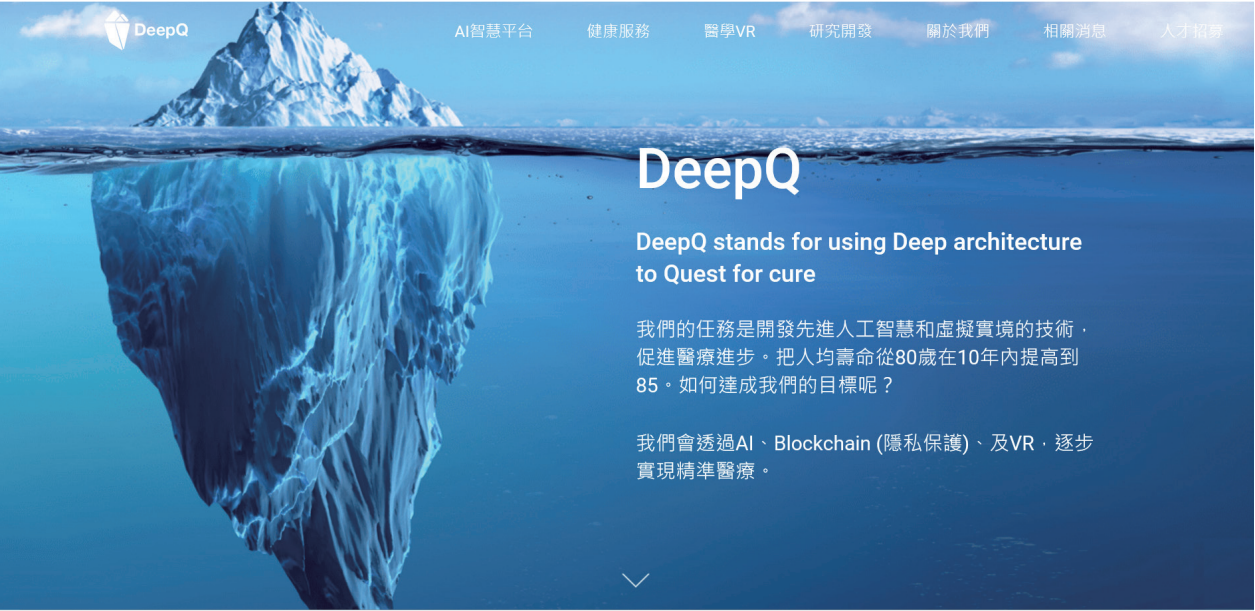 DeepQ
AI智慧平台
健康服務
醫學VR
研究開發
關於我們
相關消息
人才招募
DeepQ
DeepQ stands for using Deep architecture
to Quest for cure
我們的任務是開發先進人工智慧和虛擬實境的技術，
促進醫療進步。把人均壽命從80歲在10年內提高到
85。如何達成我們的目標呢？
我們會透過AI、Blockchain (隱私保護)、及VR，逐步
實現精準醫療。